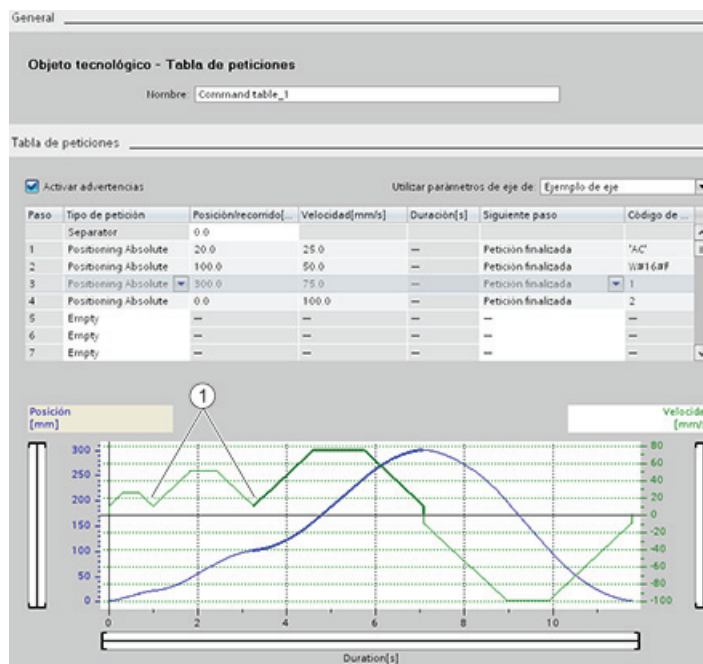 General
Objeto tecnológico - Tabla de peticiones
Nombre: Command table_1
Tabla de peticiones
Activar advertencias Utilizar parámetros de eje de: Ejemplo de eje
Paso Tipo de petición Posición/recorrido[... Velocidad[mm/s] Duración[s] Siguiente paso Código de ...
Separator 0.0
1 Positioning Absolute 20.0 25.0 — Petición finalizada "AC"
2 Positioning Absolute 100.0 50.0 — Petición finalizada W#16#F
3 Positioning Absolute 300.0 75.0 — Petición finalizada 1
4 Positioning Absolute 0.0 100.0 — Petición finalizada 2
5 Empty — — — — —
6 Empty — — — — —
7 Empty — — — — —
1
Posición Velocida
[mm] [mm/s
300 80
250 60
200 40
150 20
100 0
50 -20
0 -40
-60
-80
-100
0 2 4 6 8 10
Duration[s]